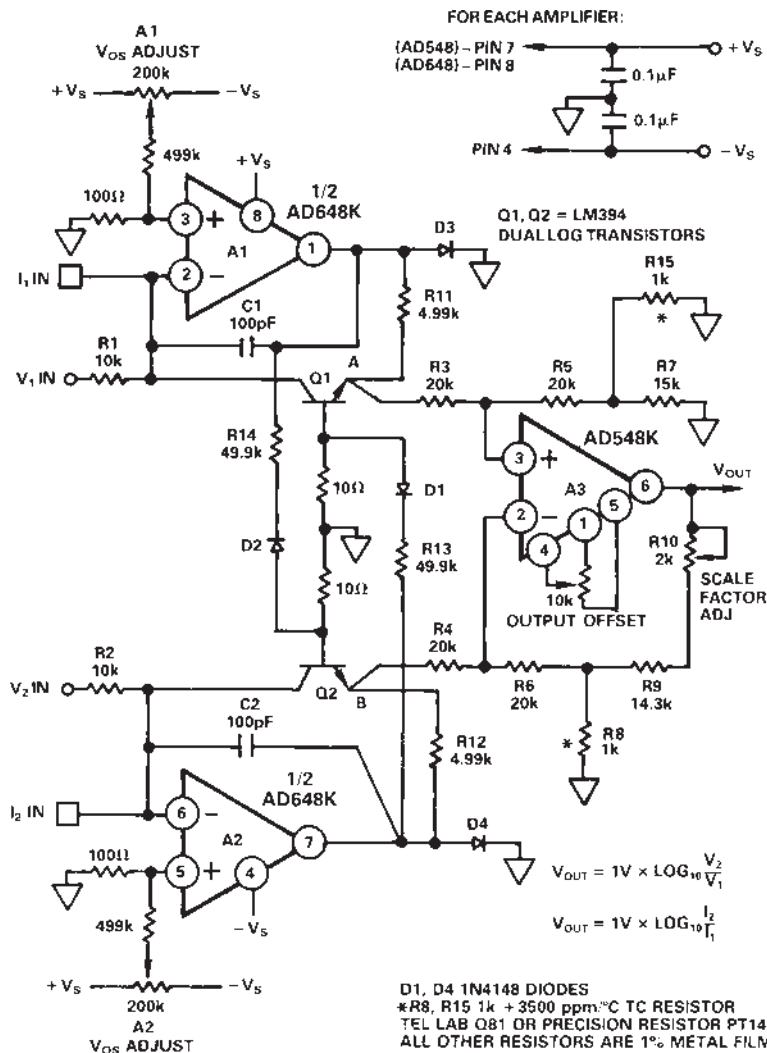 FOR EACH AMPLIFIER:
(AD548)–PIN 7
(AD648)–PIN 8
+VS
0.1µF
0.1µF
PIN 4
–VS
A1
VOS ADJUST
200k
+VS
–VS
499k
100Ω
+VS
1/2
AD648K
3
+
8
A1
1
2
–
I1 IN
D3
Q1, Q2 = LM394
DUAL LOG TRANSISTORS
R15
1k
*
C1
100pF
R11
4.99k
R1
10k
V1 IN
A
Q1
R3
20k
R5
20k
R7
15k
R14
49.9k
10Ω
D1
D2
R13
49.9k
10Ω
AD548K
3
+
A3
6
VOUT
2
–
1
5
4
10k
OUTPUT OFFSET
R10
2k
SCALE
FACTOR
ADJ
R4
20k
R6
20k
R9
14.3k
R2
10k
V2 IN
Q2
B
C2
100pF
R12
4.99k
*
R8
1k
1/2
AD648K
I2 IN
6
–
A2
7
D4
100Ω
5
+
4
–VS
499k
+VS
–VS
200k
A2
VOS ADJUST
VOUT = 1V × LOG10 V2/V1
VOUT = 1V × LOG10 I2/I1
D1, D4 1N4148 DIODES
*R8, R15 1k +3500 ppm/°C TC RESISTOR
TEL LAB Q81 OR PRECISION RESISTOR PT14
ALL OTHER RESISTORS ARE 1% METAL FILM